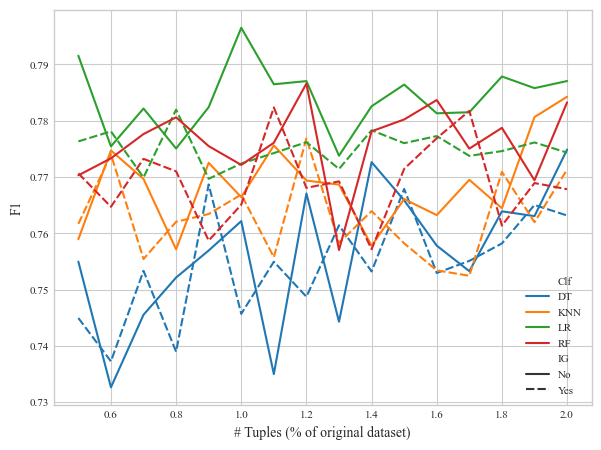 0.79
0.78
0.77
0.76
0.75
0.74
0.73
F1
0.6 0.8 1.0 1.2 1.4 1.6 1.8 2.0
# Tuples (% of original dataset)
Clf
DT
KNN
LR
RF
IG
No
Yes